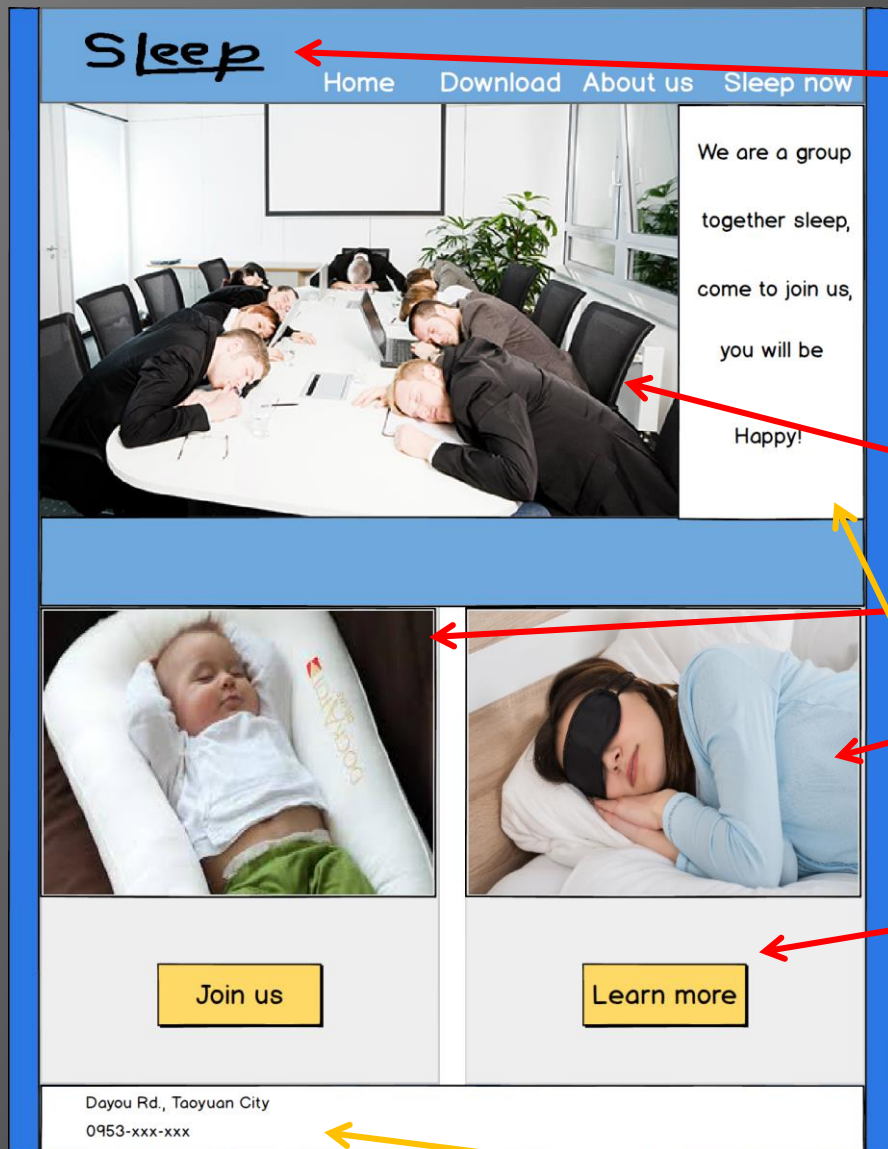 Sleep
Home Download About us Sleep now
We are a group
together sleep,
come to join us,
you will be
Happy!
DOCKATOT
Join us
Learn more
Dayou Rd., Taoyuan City
0953-xxx-xxx